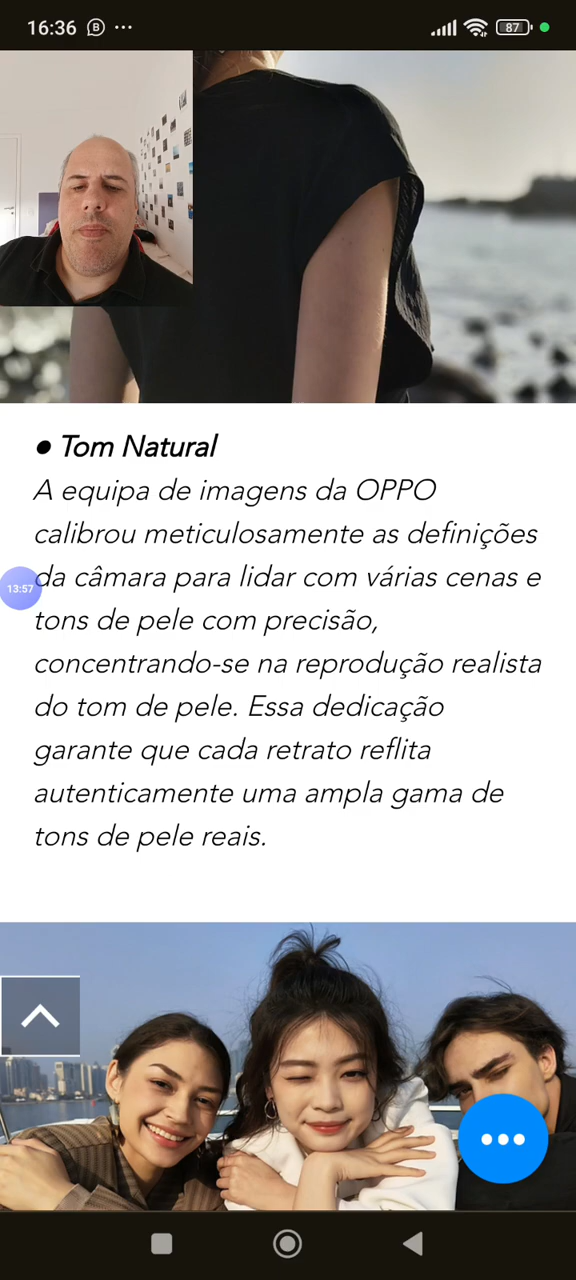 16:36
87
● Tom Natural
A equipa de imagens da OPPO
calibrou meticulosamente as definições
da câmara para lidar com várias cenas e
13:57
tons de pele com precisão,
concentrando-se na reprodução realista
do tom de pele. Essa dedicação
garante que cada retrato reflita
autenticamente uma ampla gama de
tons de pele reais.